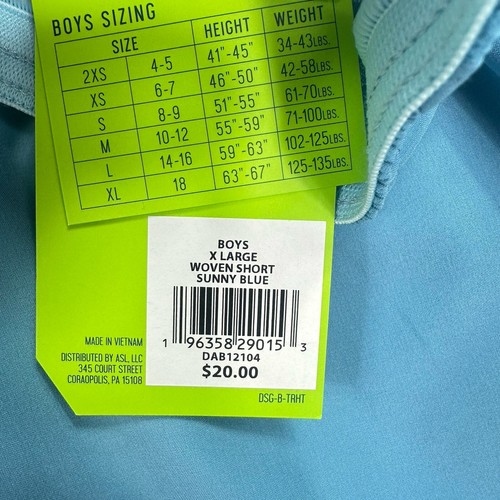 BOYS SIZING
SIZE HEIGHT WEIGHT
2XS 4-5 41"-45" 34-43LBS.
XS 6-7 46"-50" 42-58LBS.
S 8-9 51"-55" 61-70LBS.
M 10-12 55"-59" 71-100LBS.
L 14-16 59"-63" 102-125LBS.
XL 18 63"-67" 125-135LBS.
BOYS
X LARGE
WOVEN SHORT
SUNNY BLUE
1 96358 29015 3
DAB12104
$20.00
MADE IN VIETNAM
DISTRIBUTED BY ASL, LLC
345 COURT STREET
CORAOPOLIS, PA 15108
DSG-B-TRHT